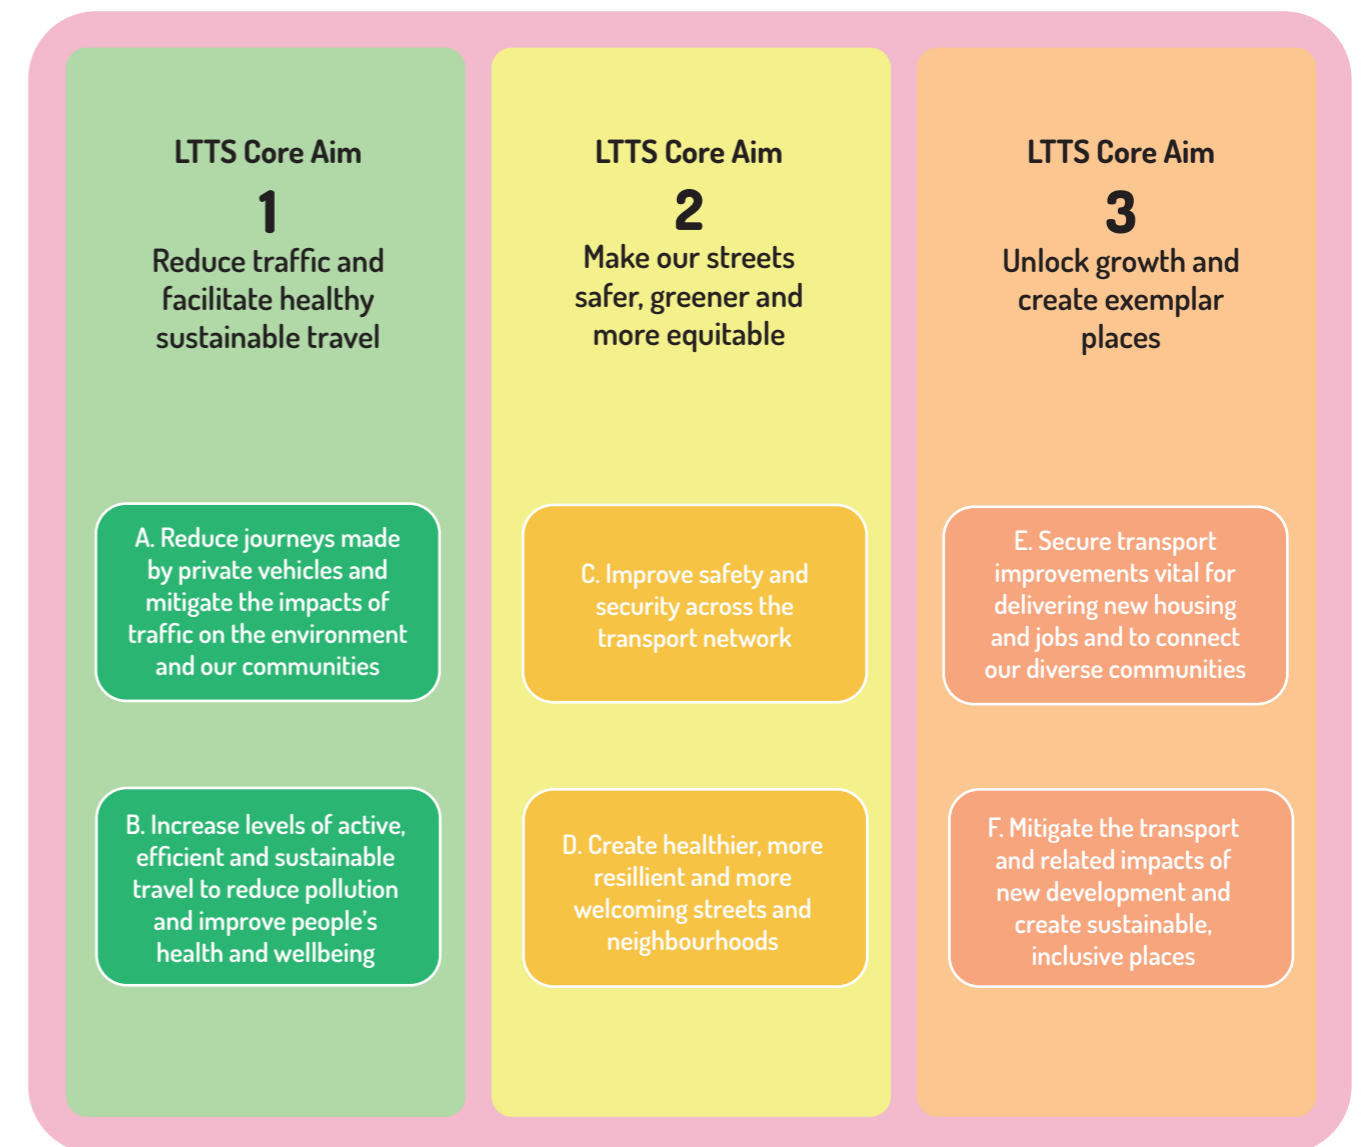 LTTS Core Aim
1
Reduce traffic and
facilitate healthy
sustainable travel
A. Reduce journeys made
by private vehicles and
mitigate the impacts of
traffic on the environment
and our communities
B. Increase levels of active,
efficient and sustainable
travel to reduce pollution
and improve people's
health and wellbeing
LTTS Core Aim
2
Make our streets
safer, greener and
more equitable
C. Improve safety and
security across the
transport network
D. Create healthier, more
resillient and more
welcoming streets and
neighbourhoods
LTTS Core Aim
3
Unlock growth and
create exemplar
places
E. Secure transport
improvements vital for
delivering new housing
and jobs and to connect
our diverse communities
F. Mitigate the transport
and related impacts of
new development and
create sustainable,
inclusive places